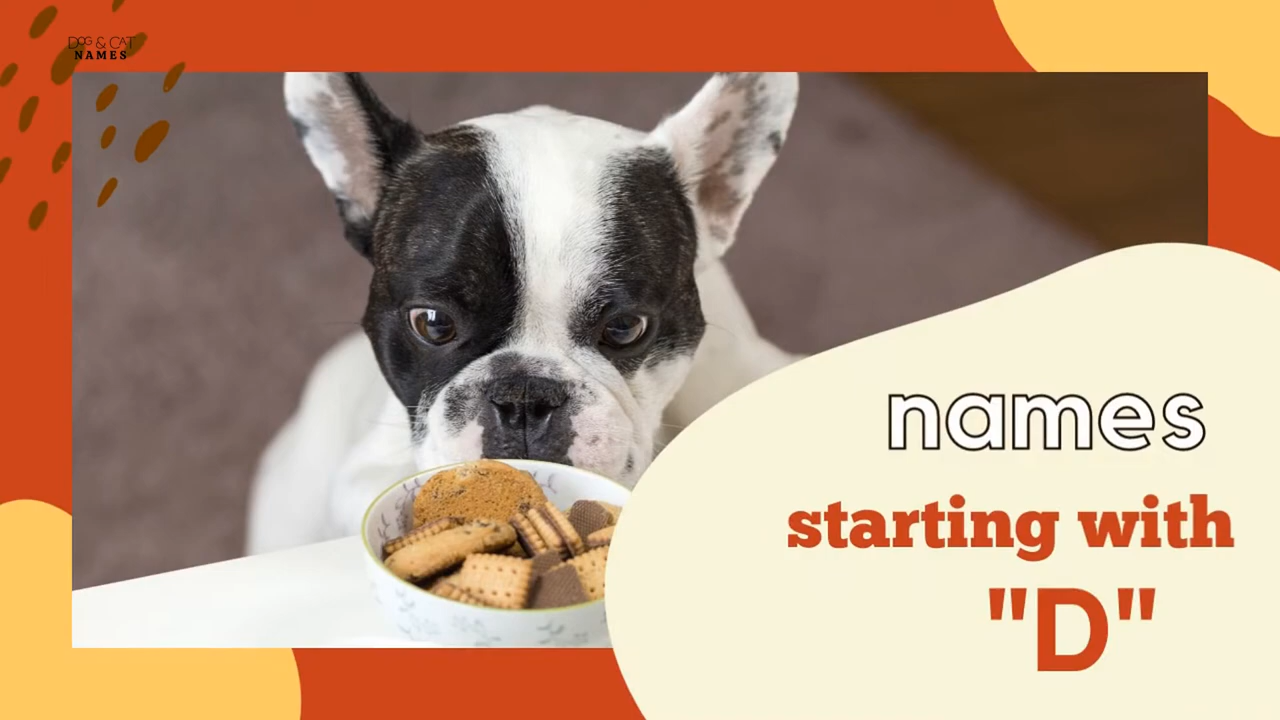 DOG & CAT
NAMES
names
starting with
"D"